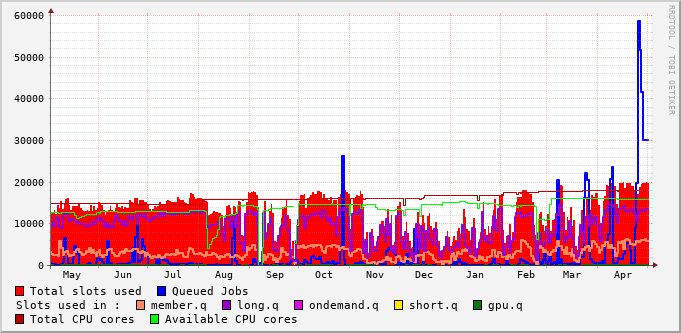 60000
50000
40000
30000
20000
10000
0
May Jun Jul Aug Sep Oct Nov Dec Jan Feb Mar Apr
RRDTOOL / TOBI OETIKER
Total slots used Queued Jobs
Slots used in : member.q long.q ondemand.q short.q gpu.q
Total CPU cores Available CPU cores